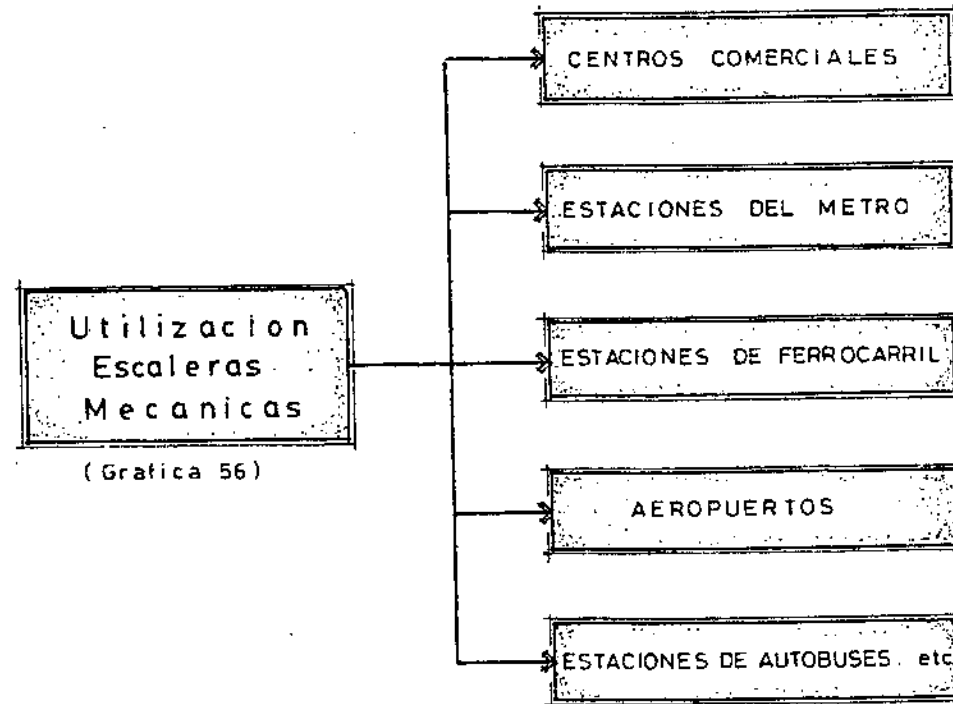 Utilizacion
Escaleras
Mecanicas
(Grafica 56)
CENTROS COMERCIALES
ESTACIONES DEL METRO
ESTACIONES DE FERROCARRIL
AEROPUERTOS
ESTACIONES DE AUTOBUSES. etc